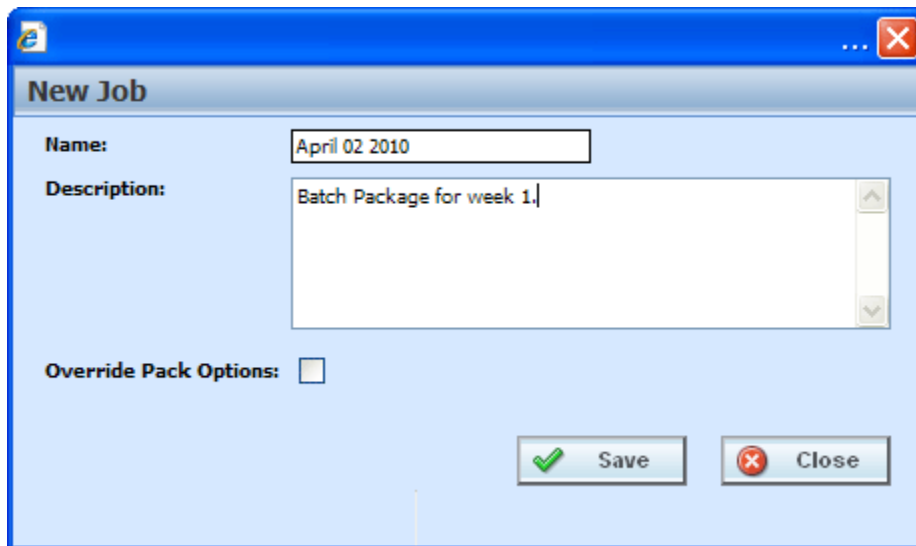 ...
New Job
Name:
April 02 2010
Description:
Batch Package for week 1.
Override Pack Options:
Save
Close